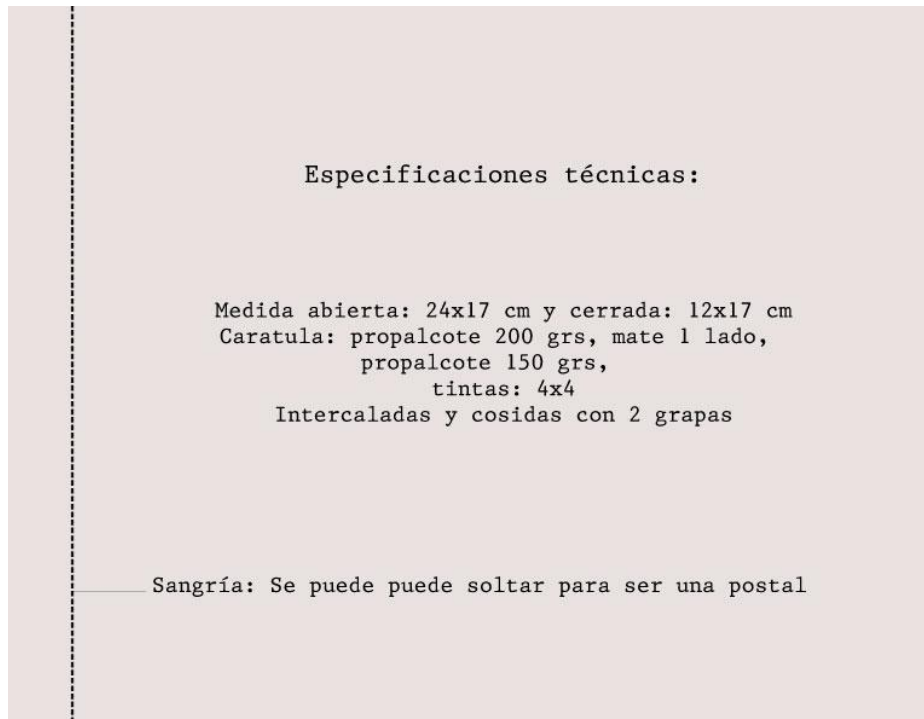 Especificaciones técnicas:
Medida abierta: 24x17 cm y cerrada: 12x17 cm
Caratula: propalcote 200 grs, mate 1 lado,
propalcote 150 grs,
tintas: 4x4
Intercaladas y cosidas con 2 grapas
Sangría: Se puede puede soltar para ser una postal